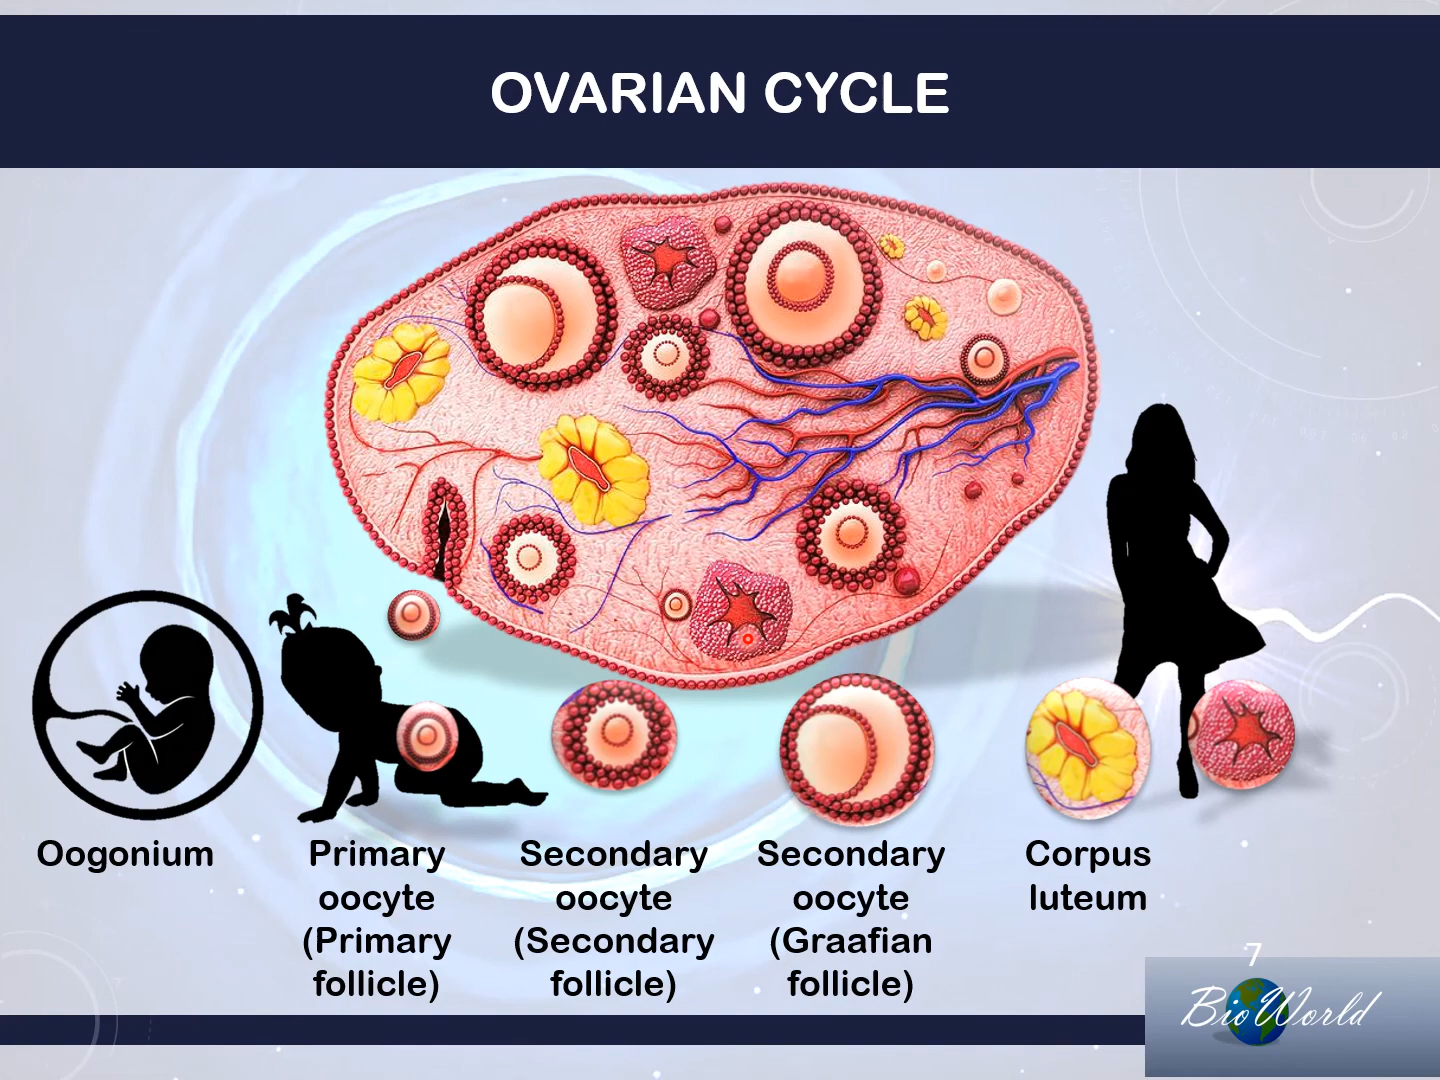 OVARIAN CYCLE
Oogonium
Primary
oocyte
(Primary
follicle)
Secondary
oocyte
(Secondary
follicle)
Secondary
oocyte
(Graafian
follicle)
Corpus
luteum
7
BioWorld